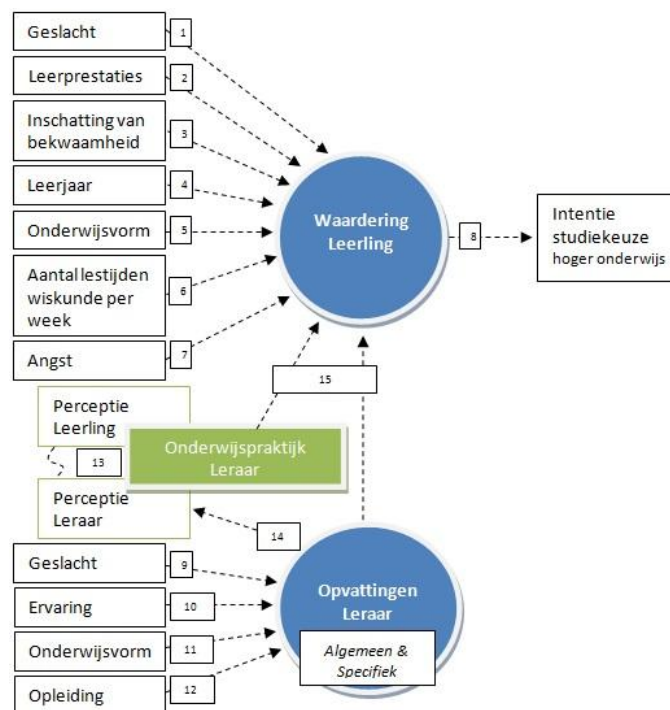 Geslacht
1
Leerprestaties
2
Inschatting van
bekwaamheid
3
Leerjaar
4
Onderwijsvorm
5
Aantal lestijden
wiskunde per
week
6
Angst
7
Waardering
Leerling
8
Intentie
studiekeuze
hoger onderwijs
15
Perceptie
Leerling
Onderwijspraktijk
Leraar
13
Perceptie
Leraar
14
Geslacht
9
Ervaring
10
Onderwijsvorm
11
Opleiding
12
Opvattingen
Leraar
Algemeen &
Specifiek